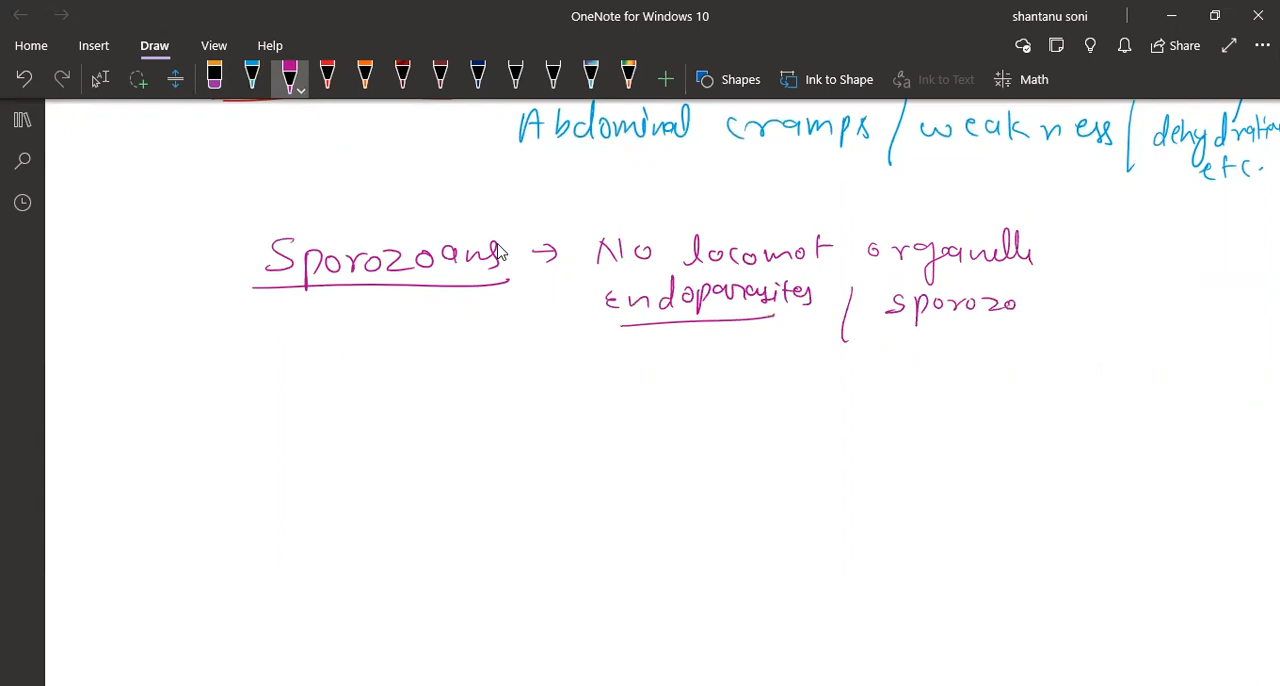 OneNote for Windows 10
shantanu soni
Home Insert Draw View Help
Share
Shapes Ink to Shape Ink to Text Math
Abdominal cramps / weakness / dehydration
etc.
Sporozoans → No locomot organelle
Endoparasites / sporozo